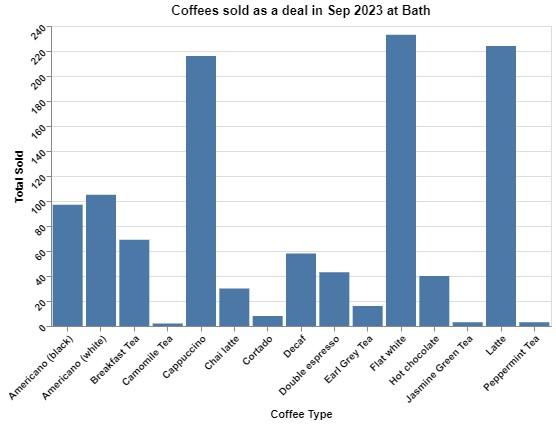 Coffees sold as a deal in Sep 2023 at Bath
Total Sold
240
220
200
180
160
140
120
100
80
60
40
20
0
Americano (black)
Americano (white)
Breakfast Tea
Camomile Tea
Cappuccino
Chai latte
Cortado
Decaf
Double espresso
Earl Grey Tea
Flat white
Hot chocolate
Jasmine Green Tea
Latte
Peppermint Tea
Coffee Type